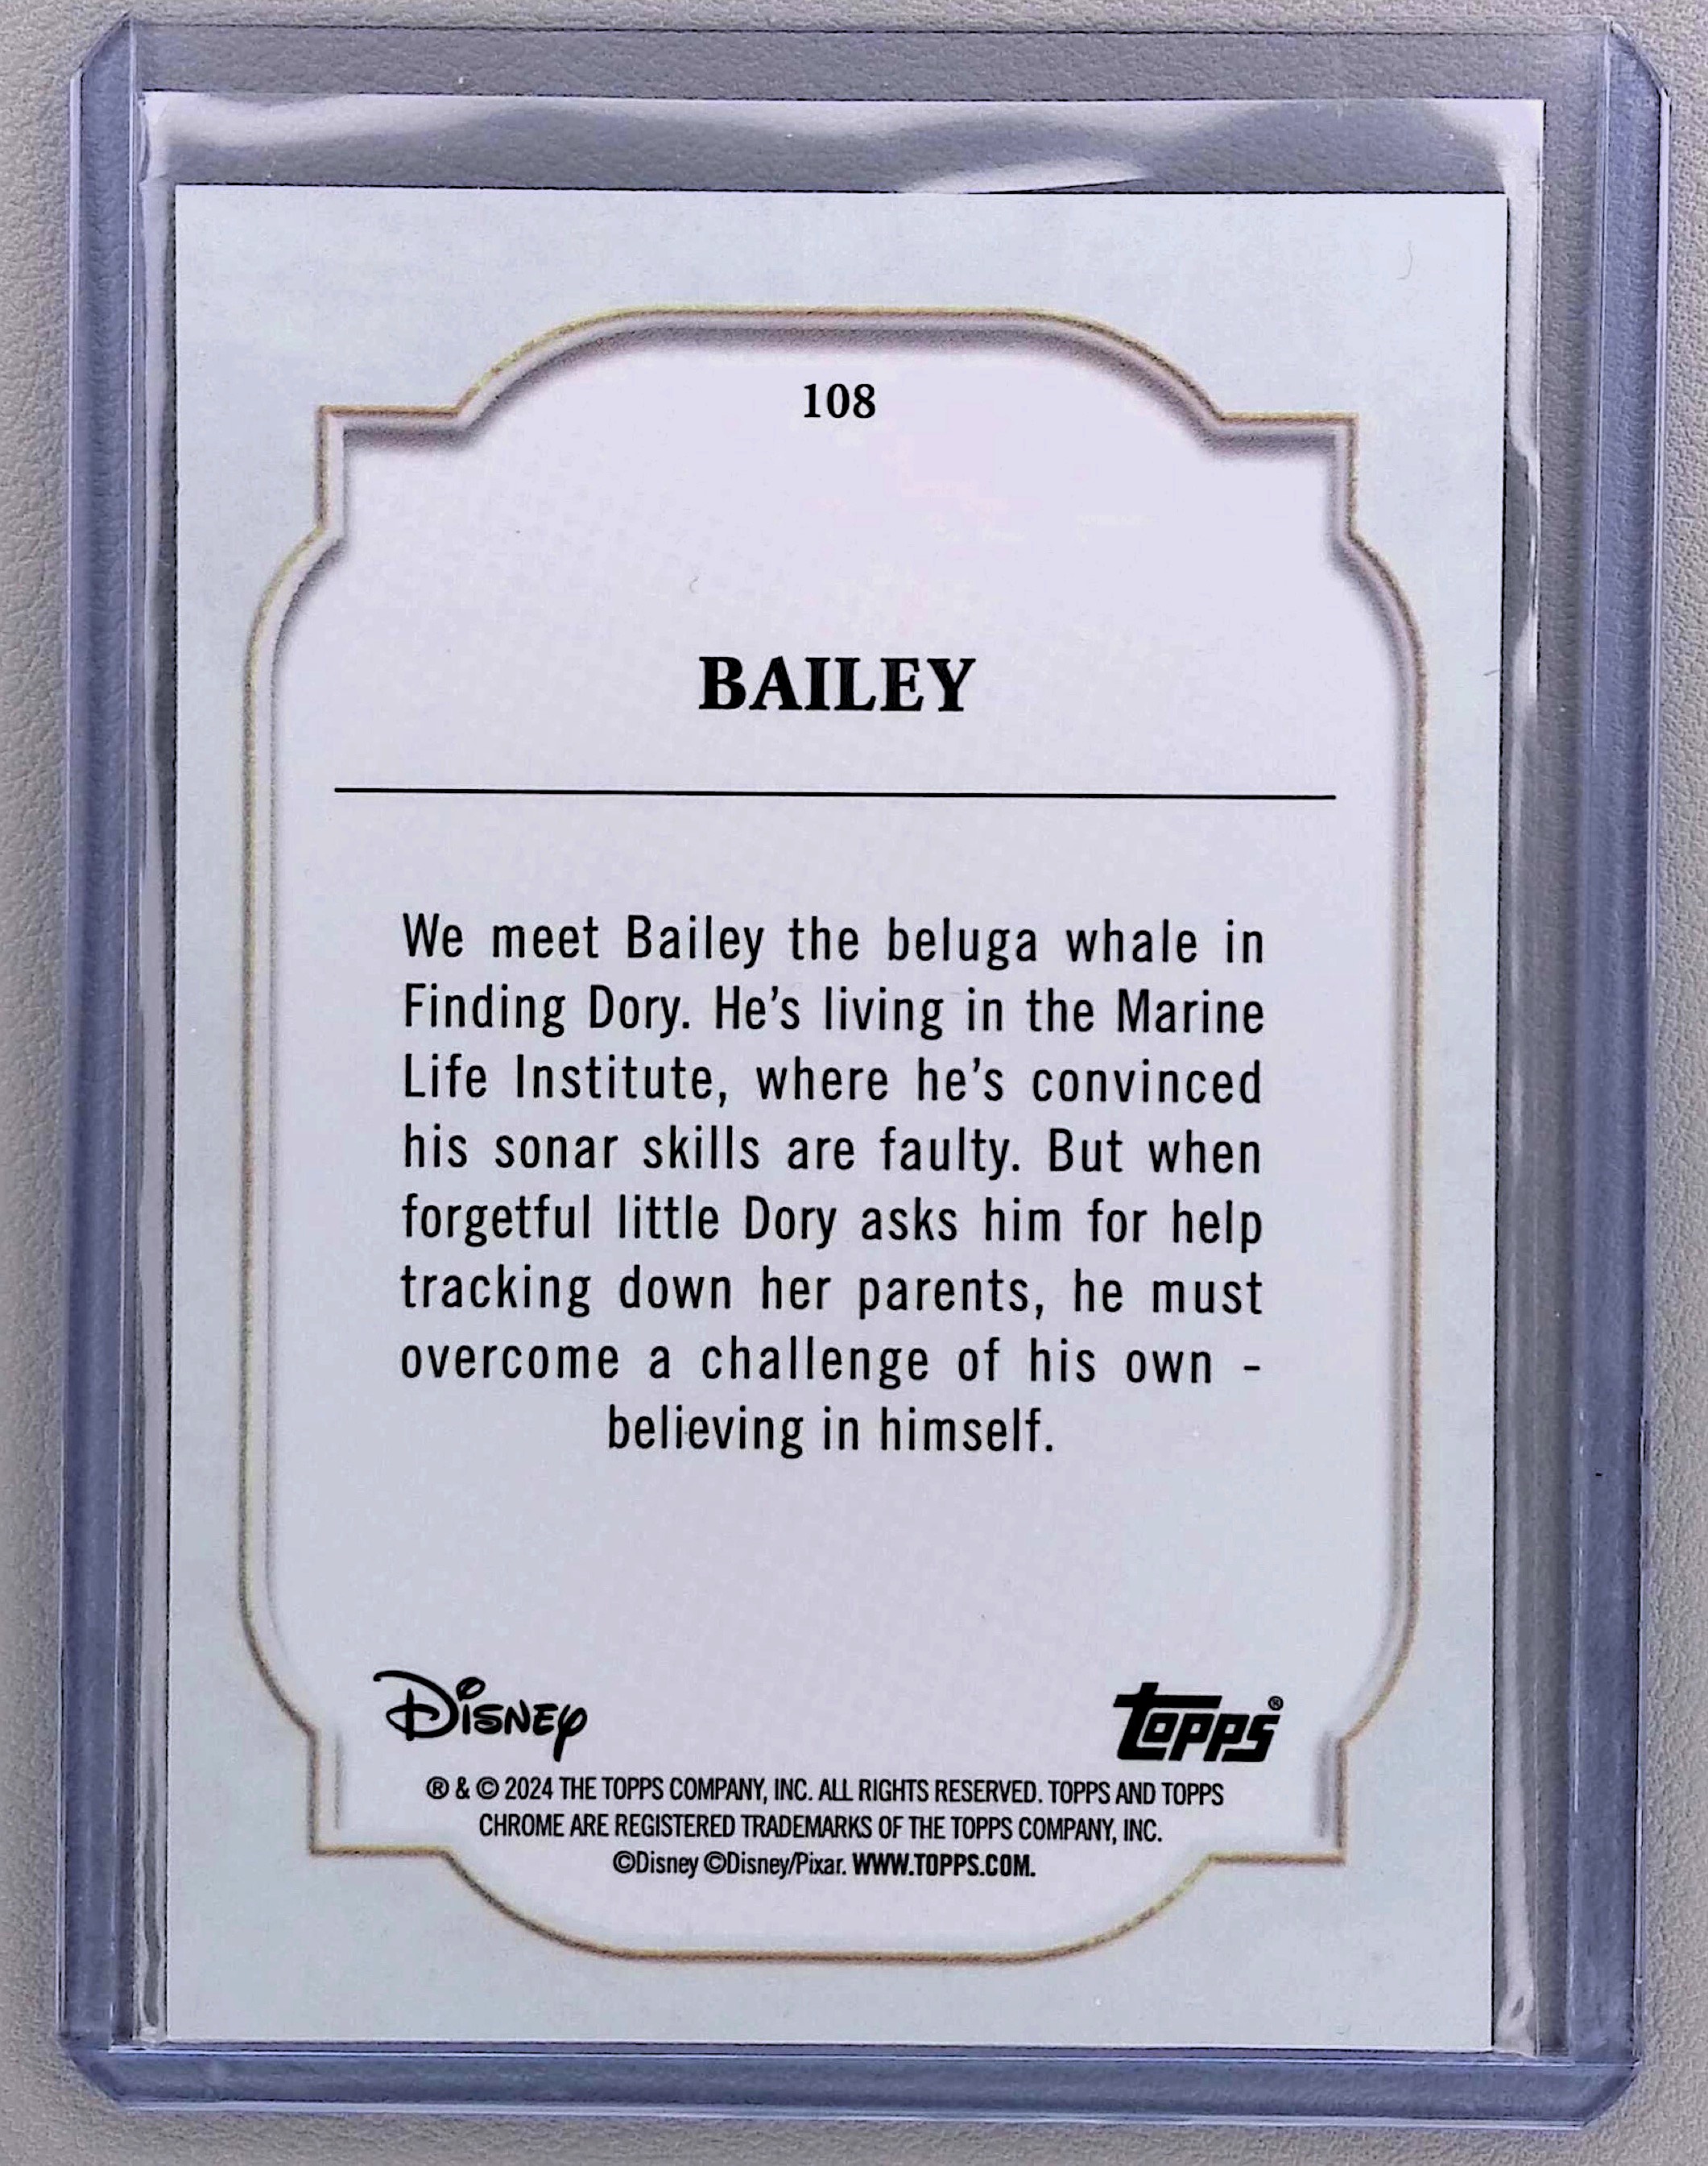 108
BAILEY
We meet Bailey the beluga whale in
Finding Dory. He's living in the Marine
Life Institute, where he's convinced
his sonar skills are faulty. But when
forgetful little Dory asks him for help
tracking down her parents, he must
overcome a challenge of his own -
believing in himself.
Disney topps®
® & © 2024 THE TOPPS COMPANY, INC. ALL RIGHTS RESERVED. TOPPS AND TOPPS
CHROME ARE REGISTERED TRADEMARKS OF THE TOPPS COMPANY, INC.
©Disney ©Disney/Pixar. WWW.TOPPS.COM.